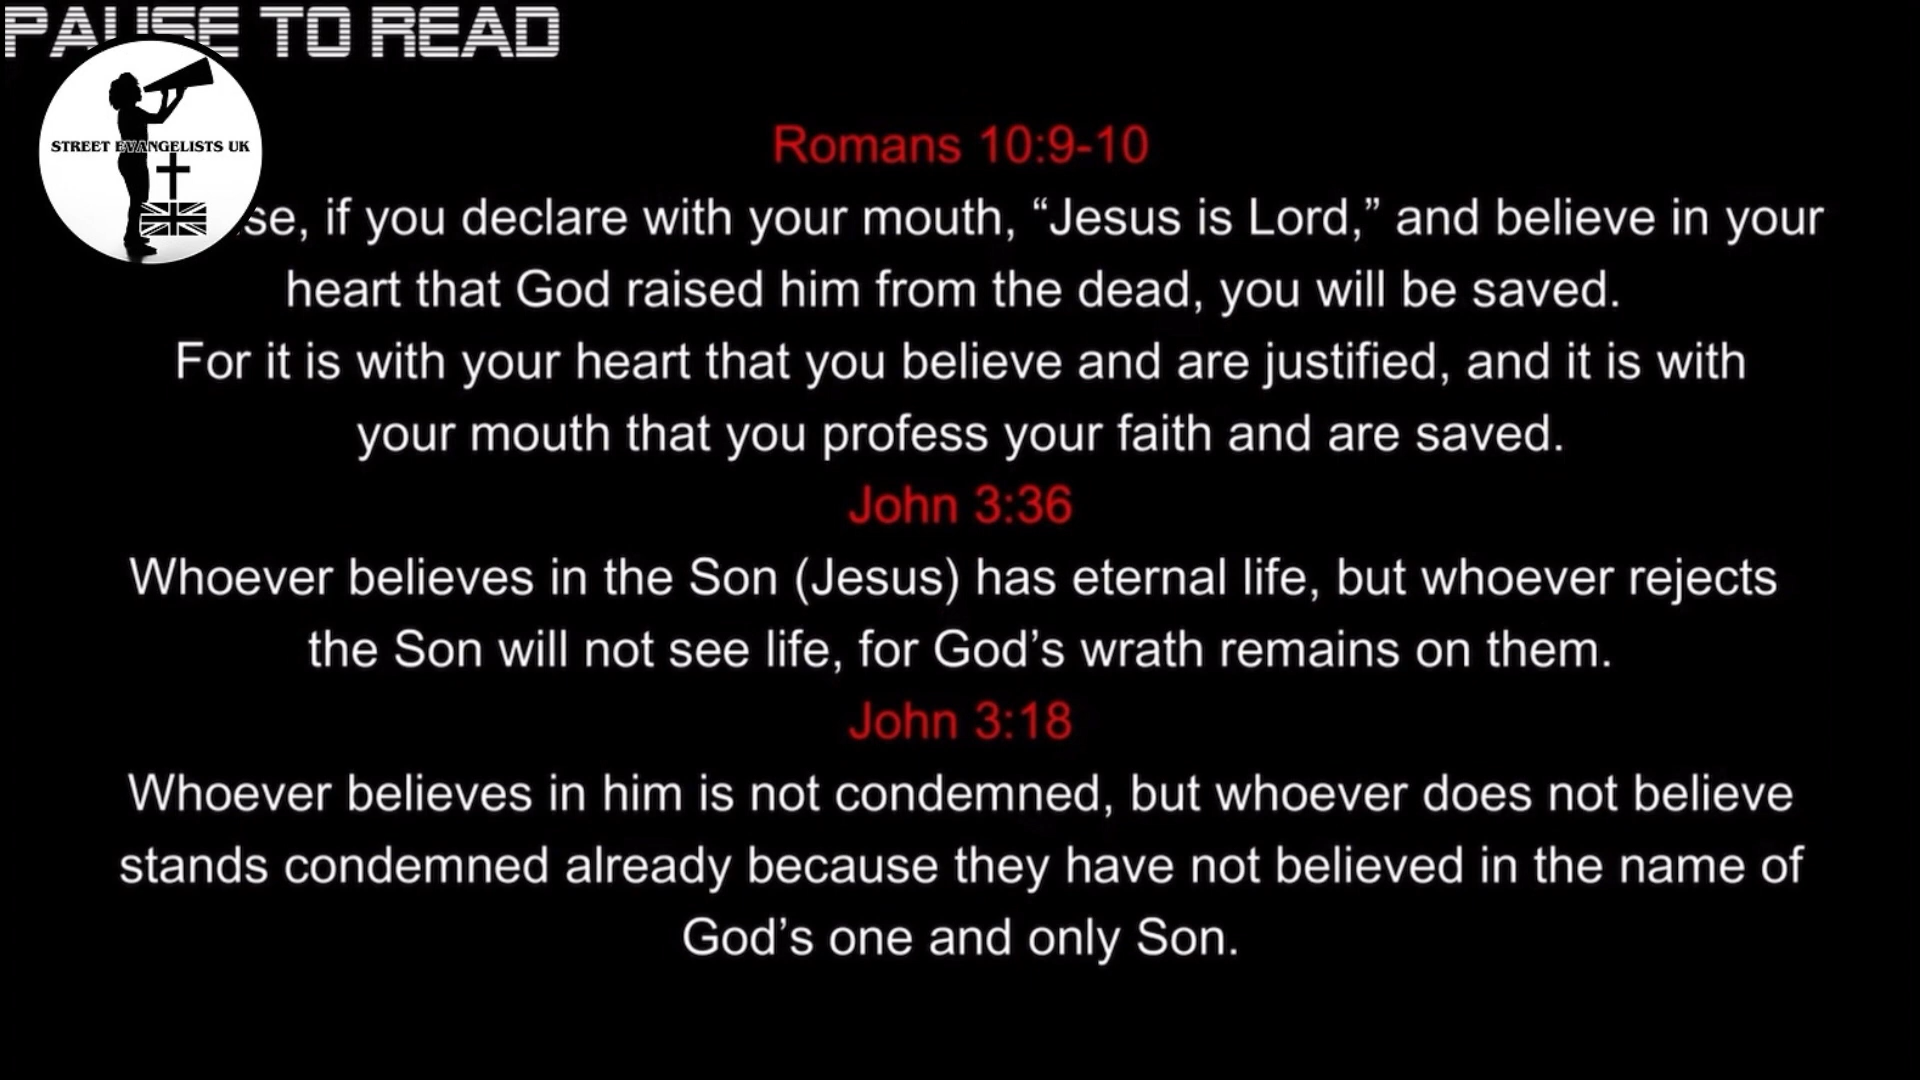 PAUSE TO READ
STREET EVANGELISTS UK
Romans 10:9-10
if you declare with your mouth, “Jesus is Lord,” and believe in your
heart that God raised him from the dead, you will be saved.
For it is with your heart that you believe and are justified, and it is with
your mouth that you profess your faith and are saved.
John 3:36
Whoever believes in the Son (Jesus) has eternal life, but whoever rejects
the Son will not see life, for God’s wrath remains on them.
John 3:18
Whoever believes in him is not condemned, but whoever does not believe
stands condemned already because they have not believed in the name of
God’s one and only Son.